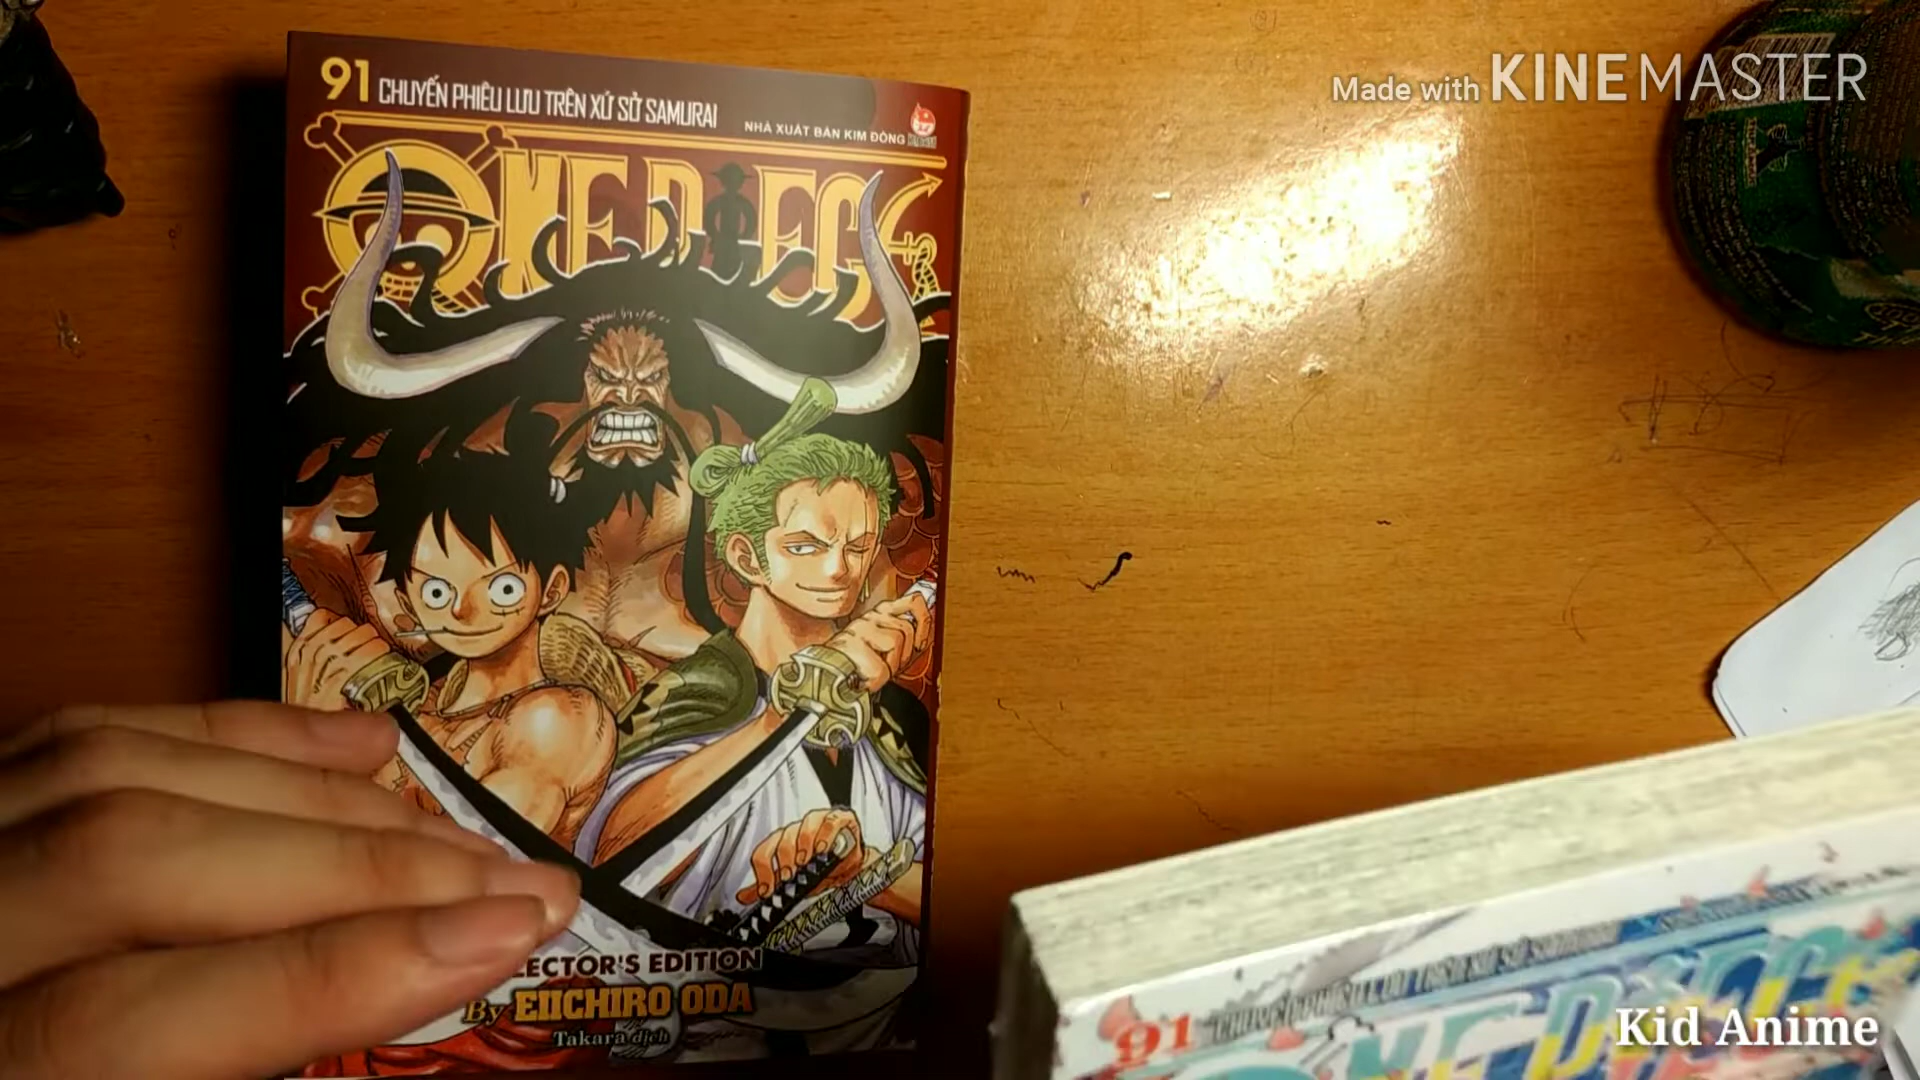 Made with KINEMASTER
91 CHUYẾN PHIÊU LƯU TRÊN XỨ SỞ SAMURAI
NHÀ XUẤT BẢN KIM ĐỒNG
ONE PIECE
LECTOR'S EDITION
By EIICHIRO ODA
Takara dịch
91
Kid Anime